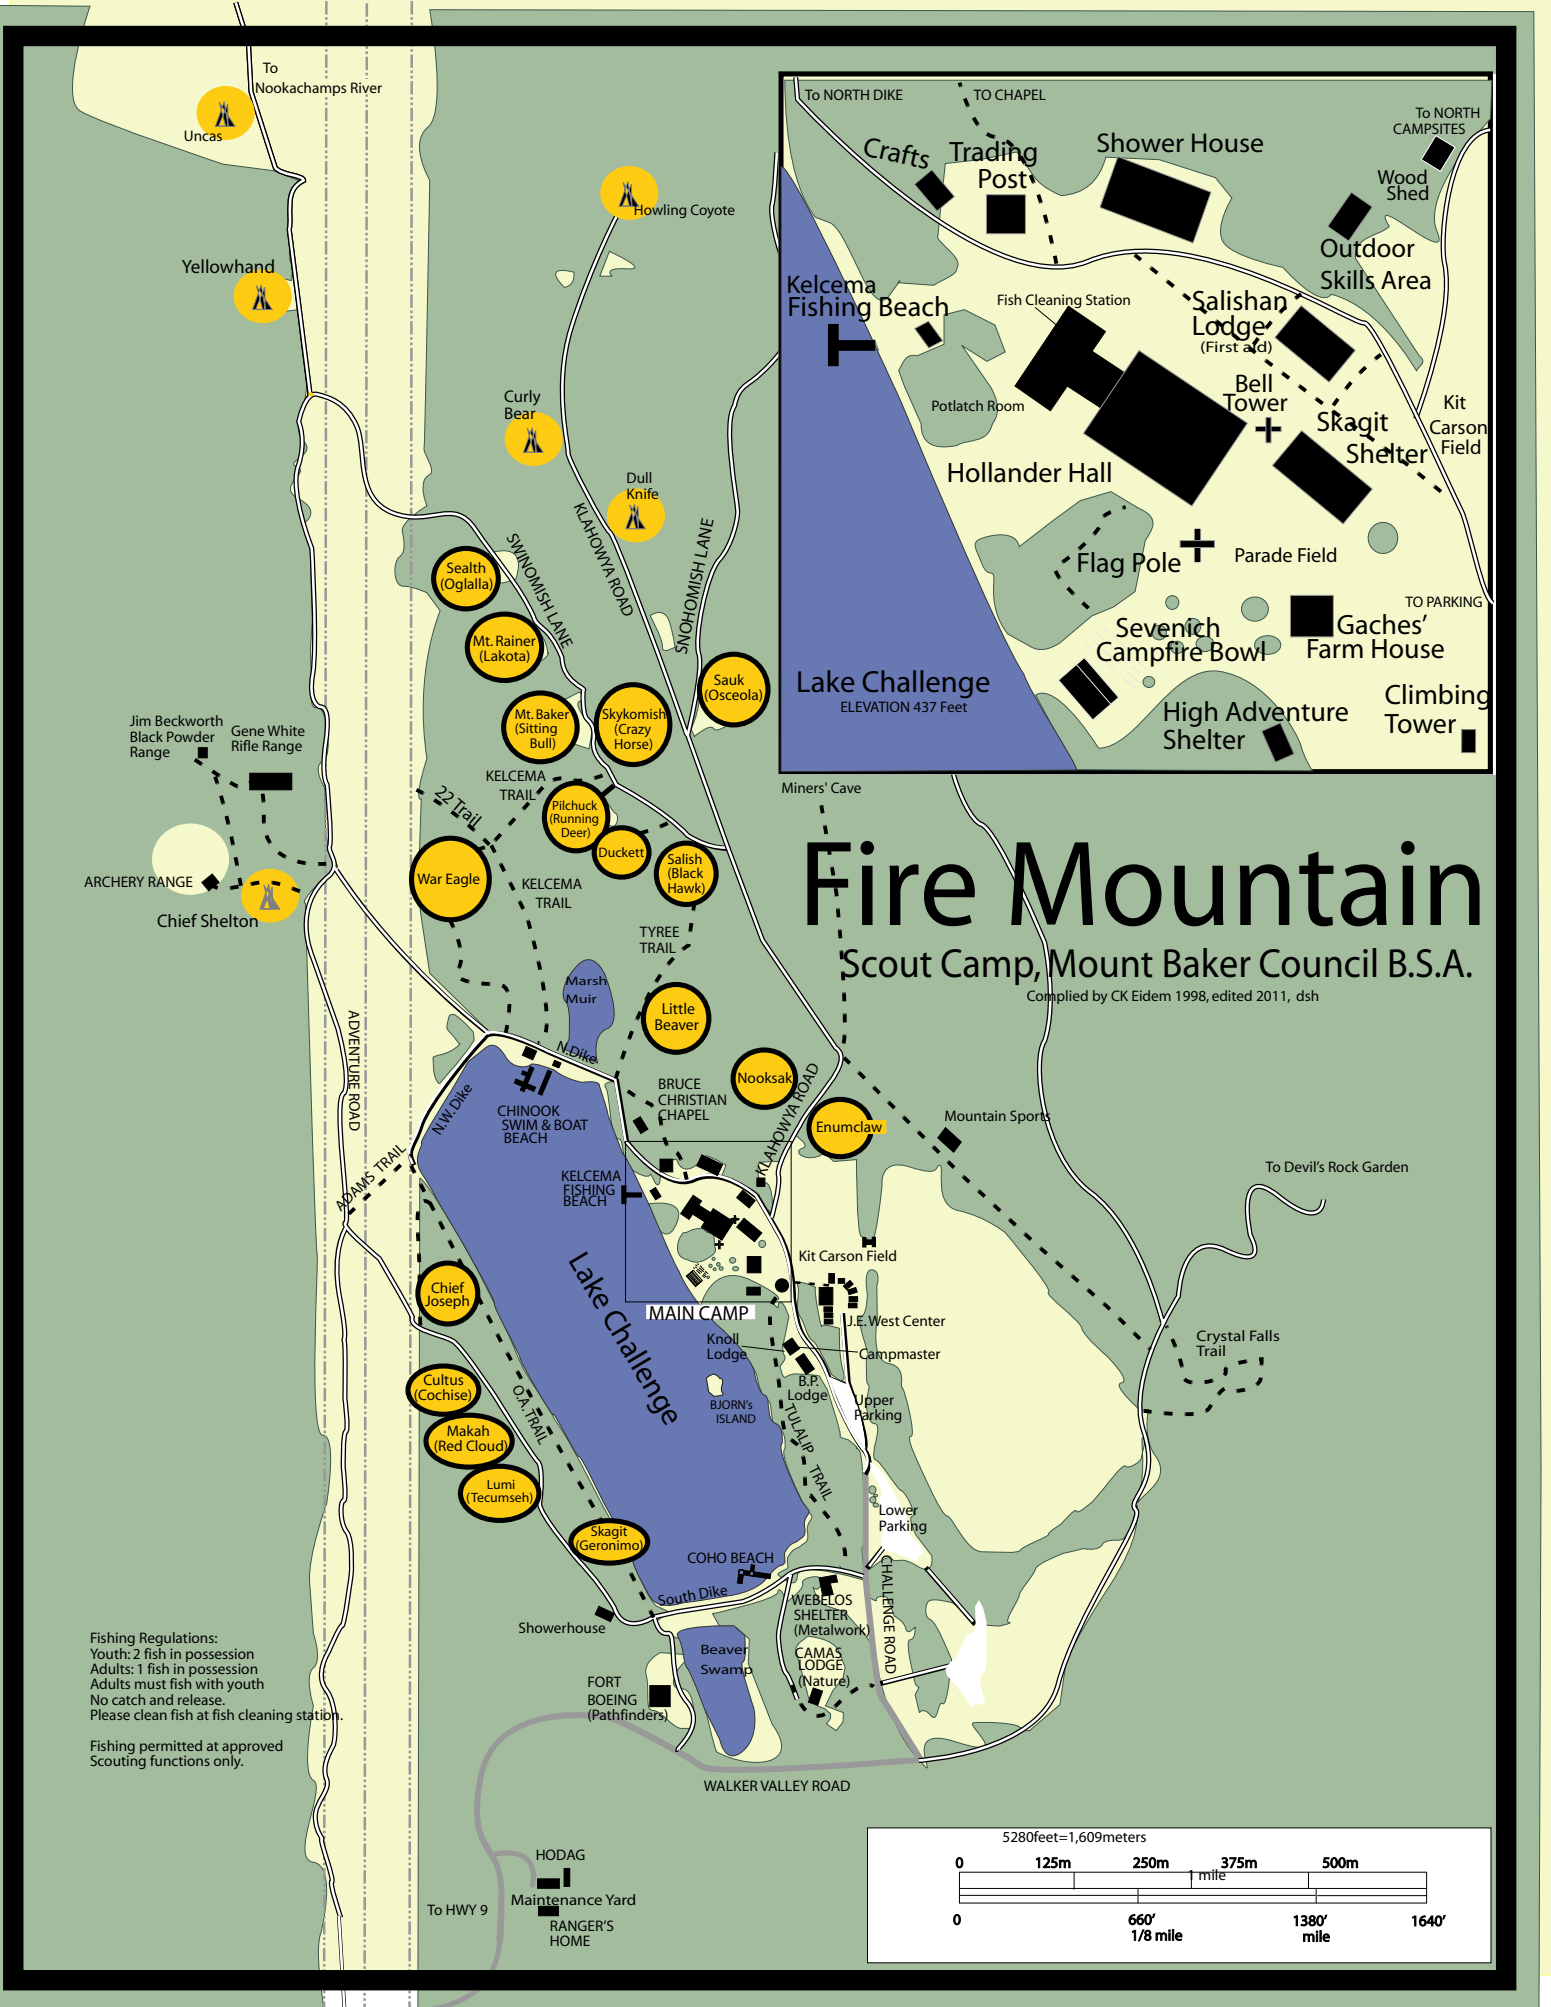 To
Nookachamps River
Uncas
Yellowhand
Howling Coyote
Curly
Bear
Dull
Knife
SWINOMISH LANE
KLAHOWYA ROAD
SNOHOMISH LANE
Sealth
(Oglalla)
Mt. Rainer
(Lakota)
Mt. Baker
(Sitting
Bull)
Skykomish
(Crazy
Horse)
Sauk
(Osceola)
Jim Beckworth
Black Powder
Range
Gene White
Rifle Range
KELCEMA
TRAIL
22 Trail
Pilchuck
(Running
Deer)
Duckett
Salish
(Black
Hawk)
War Eagle
ARCHERY RANGE
Chief Shelton
KELCEMA
TRAIL
TYREE
TRAIL
Marsh
Muir
Little
Beaver
Nooksak
Enumclaw
ADVENTURE ROAD
N.W. Dike
N.Dike
ADAMS TRAIL
CHINOOK
SWIM & BOAT
BEACH
BRUCE
CHRISTIAN
CHAPEL
KLAHOWYA ROAD
KELCEMA
FISHING
BEACH
Lake Challenge
MAIN CAMP
Kit Carson Field
J.E. West Center
Knoll
Lodge
Campmaster
B.P.
Lodge
BJORN's
ISLAND
Upper
Parking
TULALIP TRAIL
Lower
Parking
Chief
Joseph
Cultus
(Cochise)
Makah
(Red Cloud)
Lumi
(Tecumseh)
O.A. TRAIL
Skagit
(Geronimo)
COHO BEACH
South Dike
Showerhouse
WEBELOS
SHELTER
(Metalwork)
CHALLENGE ROAD
CAMAS
LODGE
(Nature)
Beaver
Swamp
FORT
BOEING
(Pathfinders)
WALKER VALLEY ROAD
Fishing Regulations:
Youth: 2 fish in possession
Adults: 1 fish in possession
Adults must fish with youth
No catch and release.
Please clean fish at fish cleaning station.
Fishing permitted at approved
Scouting functions only.
HODAG
Maintenance Yard
To HWY 9
RANGER'S
HOME
To NORTH DIKE
TO CHAPEL
To NORTH
CAMPSITES
Crafts
Trading
Post
Shower House
Wood
Shed
Outdoor
Skills Area
Kelcema
Fishing Beach
Fish Cleaning Station
Salishan
Lodge
(First aid)
Potlatch Room
Bell
Tower
Skagit
Shelter
Kit
Carson
Field
Hollander Hall
Flag Pole
Parade Field
TO PARKING
Sevenich
Campfire Bowl
Gaches'
Farm House
Lake Challenge
ELEVATION 437 Feet
High Adventure
Shelter
Climbing
Tower
Miners' Cave
Fire Mountain
Scout Camp, Mount Baker Council B.S.A.
Complied by CK Eidem 1998, edited 2011, dsh
Mountain Sports
To Devil's Rock Garden
Crystal Falls
Trail
5280feet=1,609meters
0 125m 250m 375m 500m
1 mile
0 660' 1380' 1640'
1/8 mile mile